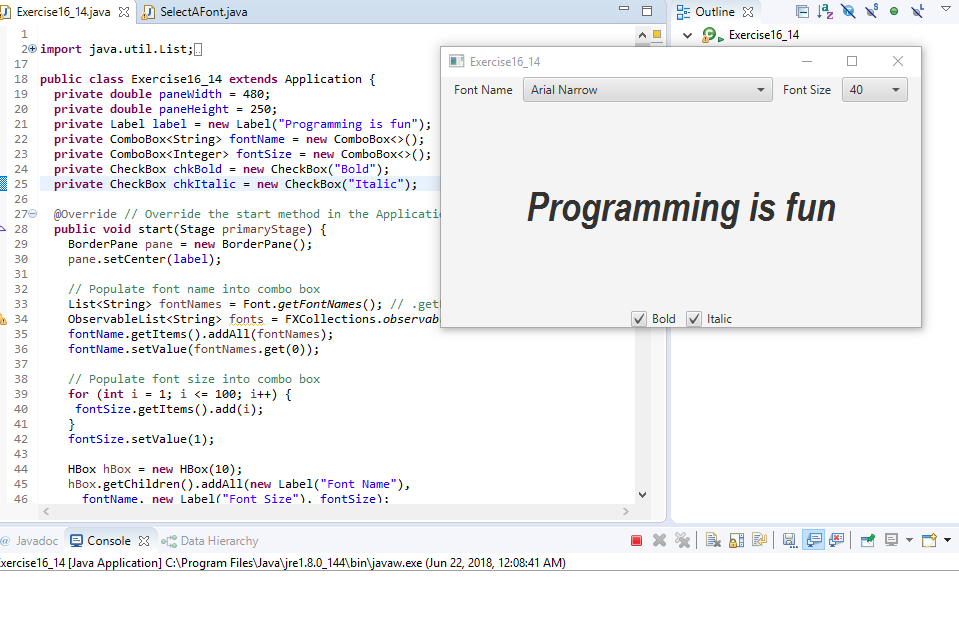 Exercise16_14.java
SelectAFont.java
Outline
Exercise16_14
1
2 import java.util.List;
17
18 public class Exercise16_14 extends Application {
19 private double paneWidth = 480;
20 private double paneHeight = 250;
21 private Label label = new Label("Programming is fun");
22 private ComboBox<String> fontName = new ComboBox<>();
23 private ComboBox<Integer> fontSize = new ComboBox<>();
24 private CheckBox chkBold = new CheckBox("Bold");
25 private CheckBox chkItalic = new CheckBox("Italic");
26
27 @Override // Override the start method in the Applicatio
28 public void start(Stage primaryStage) {
29 BorderPane pane = new BorderPane();
30 pane.setCenter(label);
31
32 // Populate font name into combo box
33 List<String> fontNames = Font.getFontNames(); // .get
34 ObservableList<String> fonts = FXCollections.observab
35 fontName.getItems().addAll(fontNames);
36 fontName.setValue(fontNames.get(0));
37
38 // Populate font size into combo box
39 for (int i = 1; i <= 100; i++) {
40 fontSize.getItems().add(i);
41 }
42 fontSize.setValue(1);
43
44 HBox hBox = new HBox(10);
45 hBox.getChildren().addAll(new Label("Font Name"),
46 fontName, new Label("Font Size"), fontSize);
Exercise16_14
Font Name Arial Narrow Font Size 40
Programming is fun
Bold Italic
@ Javadoc Console Data Hierarchy
xercise16_14 [Java Application] C:\Program Files\Java\jre1.8.0_144\bin\javaw.exe (Jun 22, 2018, 12:08:41 AM)